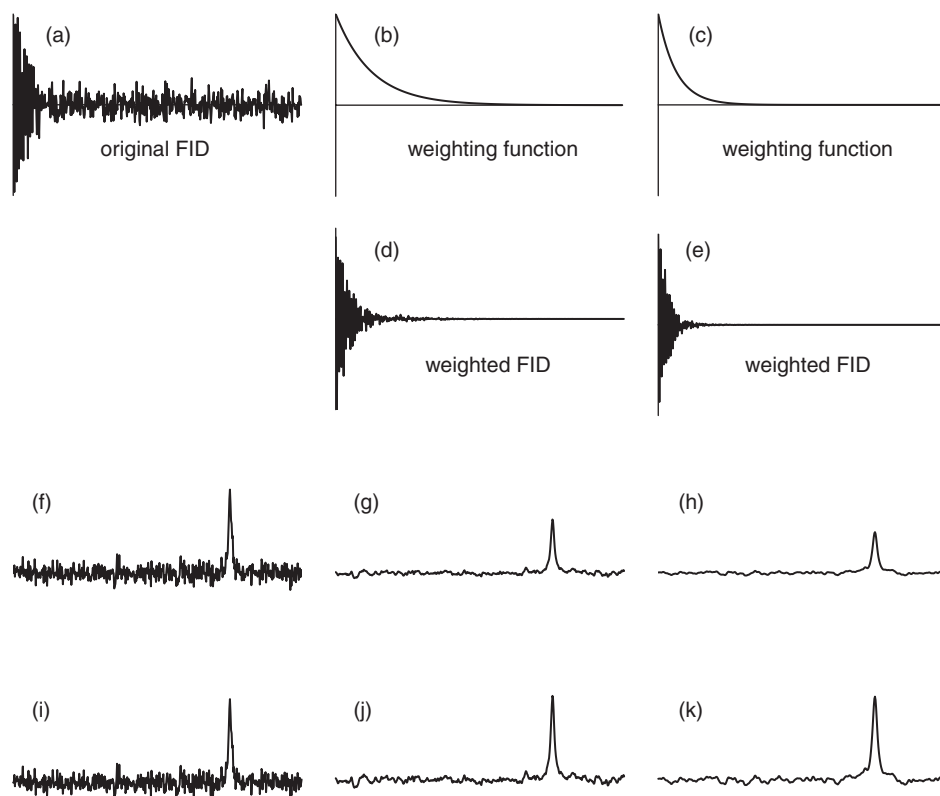 (a)
(b)
(c)
original FID
weighting function
weighting function
(d)
(e)
weighted FID
weighted FID
(f)
(g)
(h)
(i)
(j)
(k)